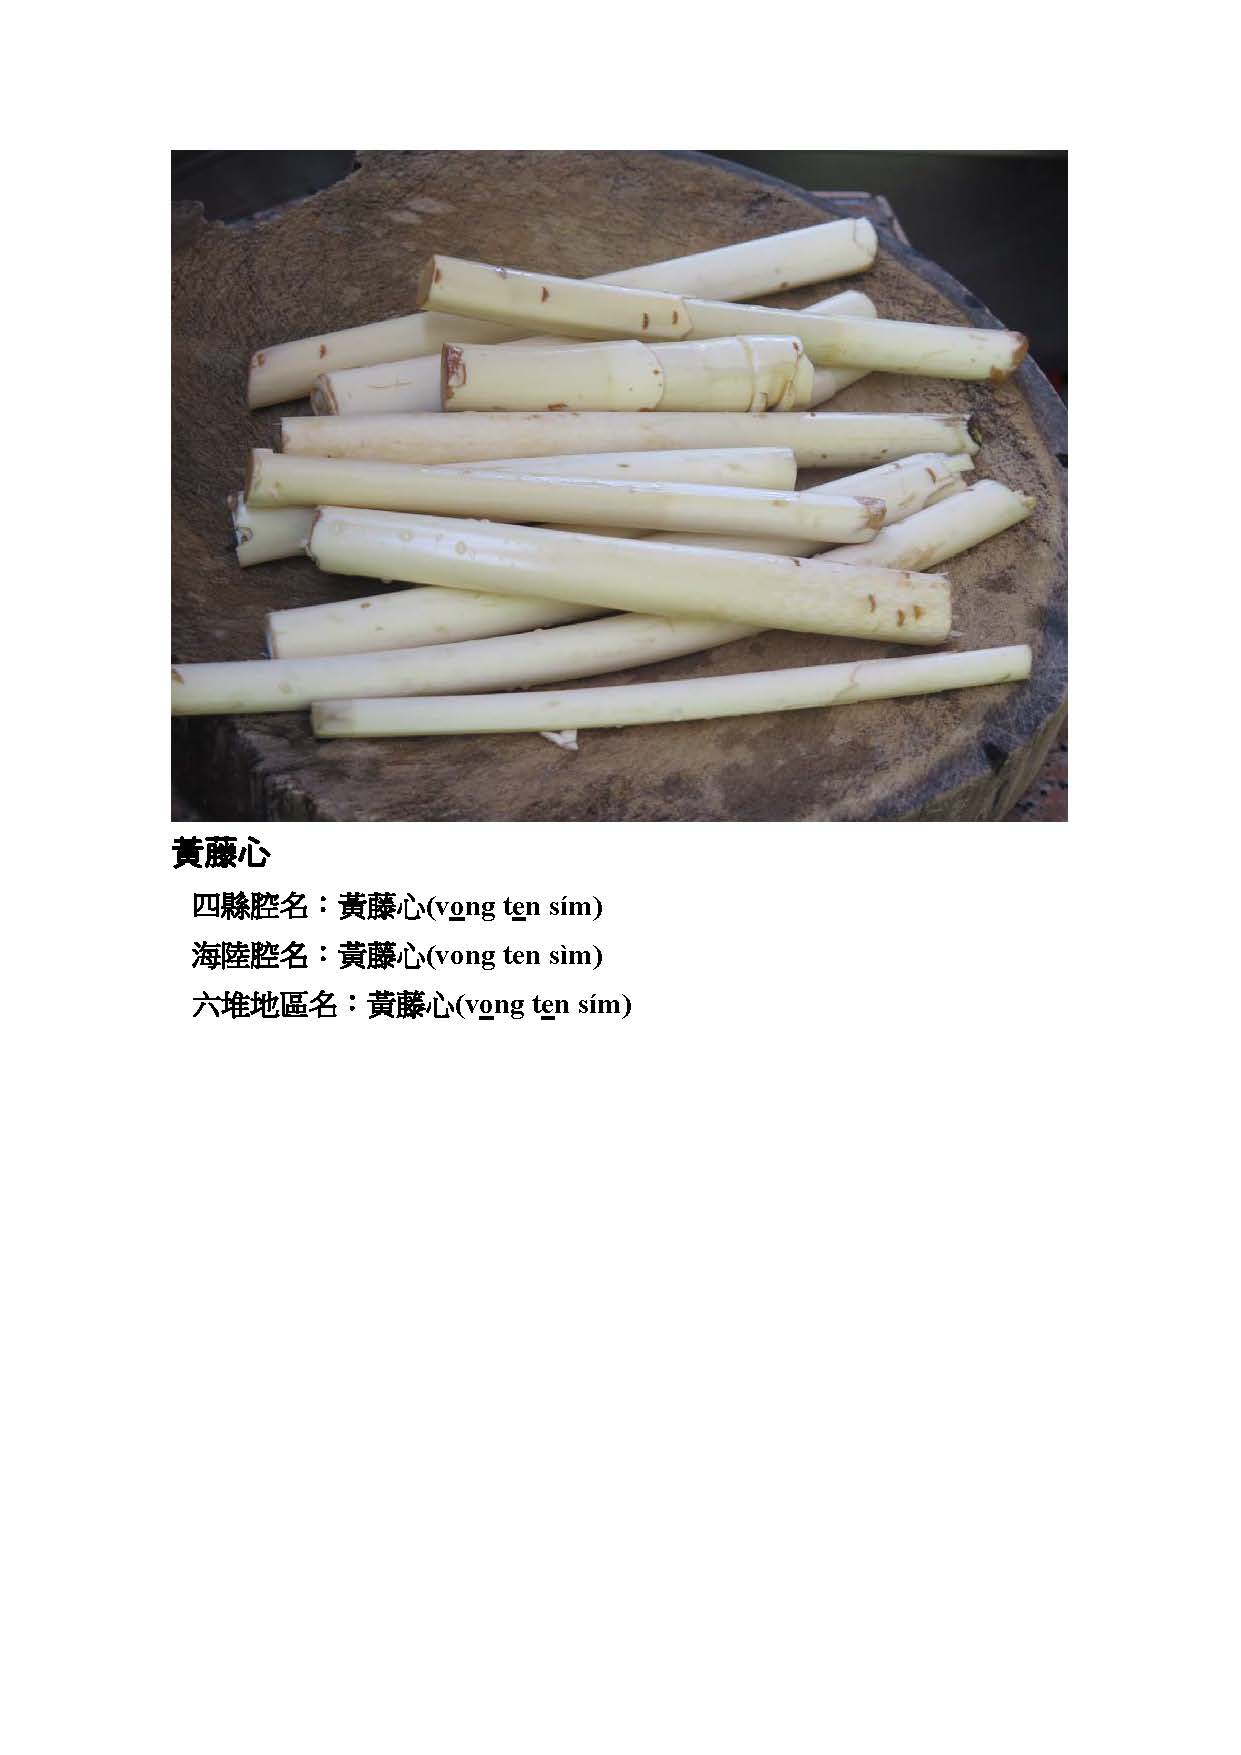 黃藤心
四縣腔名：黃藤心(vo̲ng te̲n sím)
海陸腔名：黃藤心(vong ten sìm)
六堆地區名：黃藤心(vo̲ng te̲n sím)